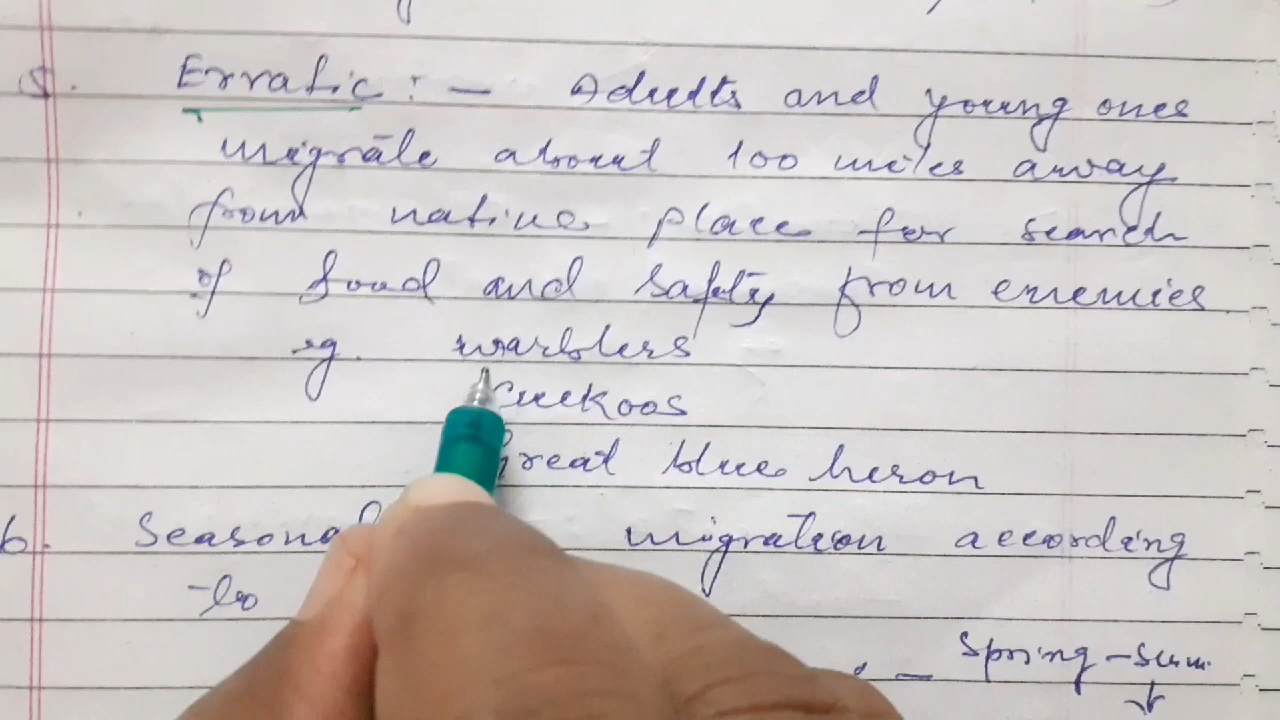 5. Erratic :- Adults and young ones
migrate about 100 miles away
from native place for search
of food and safety from enemies
eg. warblers
Cuckoos
Great blue heron
6. Seasonal migration according
to
:- Spring - sum.